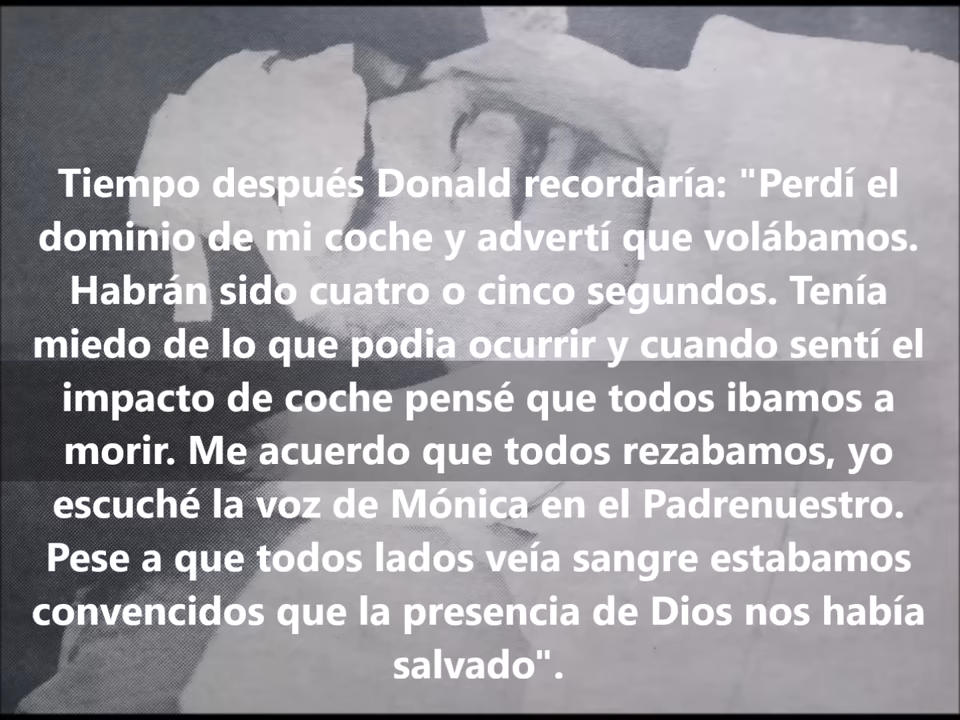 Tiempo después Donald recordaría: "Perdí el
dominio de mi coche y advertí que volábamos.
Habrán sido cuatro o cinco segundos. Tenía
miedo de lo que podia ocurrir y cuando sentí el
impacto de coche pensé que todos ibamos a
morir. Me acuerdo que todos rezabamos, yo
escuché la voz de Mónica en el Padrenuestro.
Pese a que todos lados veía sangre estabamos
convencidos que la presencia de Dios nos había
salvado".